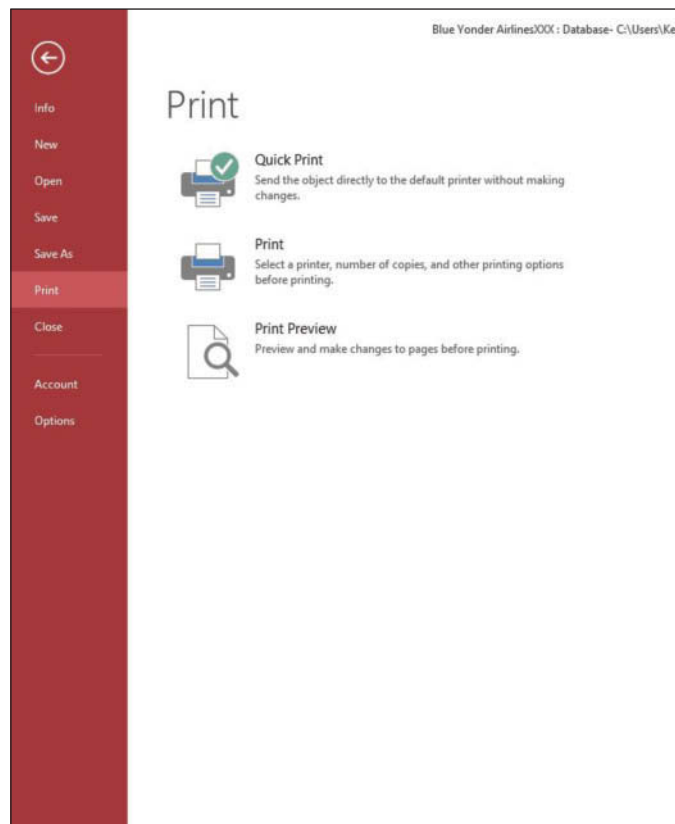 Blue Yonder AirlinesXXX : Database- C:\Users\Ke
Info
New
Open
Save
Save As
Print
Close
Account
Options
Print
Quick Print
Send the object directly to the default printer without making
changes.
Print
Select a printer, number of copies, and other printing options
before printing.
Print Preview
Preview and make changes to pages before printing.